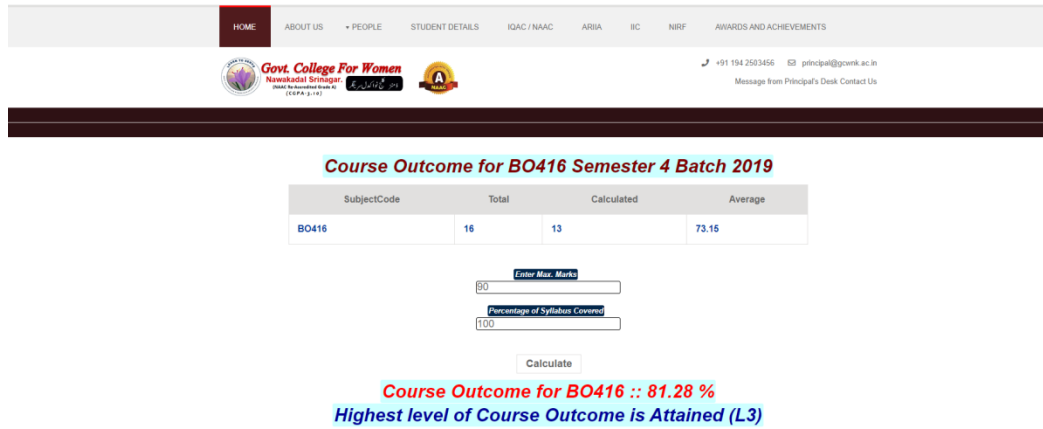 HOME ABOUT US PEOPLE STUDENT DETAILS IQAC / NAAC ARIIA IIC NIRF AWARDS AND ACHIEVEMENTS
Govt. College For Women
Nawakadal Srinagar.
(NAAC Re-Accredited Grade A)
(CGPA-3.10)
A
NAAC
+91 194 2503456 principal@gcwnk.ac.in
Message from Principal's Desk Contact Us
Course Outcome for BO416 Semester 4 Batch 2019
SubjectCode Total Calculated Average
BO416 16 13 73.15
Enter Max. Marks
90
Percentage of Syllabus Covered
100
Calculate
Course Outcome for BO416 :: 81.28 %
Highest level of Course Outcome is Attained (L3)